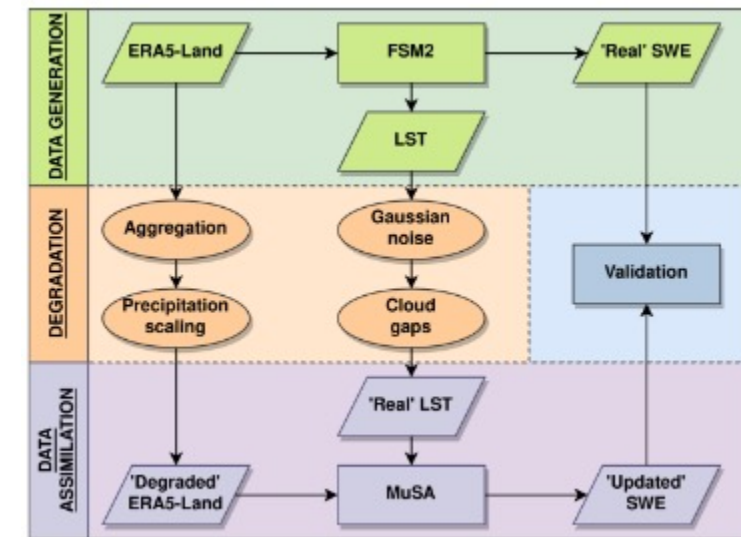 DATA GENERATION
ERA5-Land
FSM2
'Real' SWE
LST
DEGRADATION
Aggregation
Gaussian
noise
Validation
Precipitation
scaling
Cloud
gaps
DATA
ASSIMILATION
'Real' LST
'Degraded'
ERA5-Land
MuSA
'Updated'
SWE